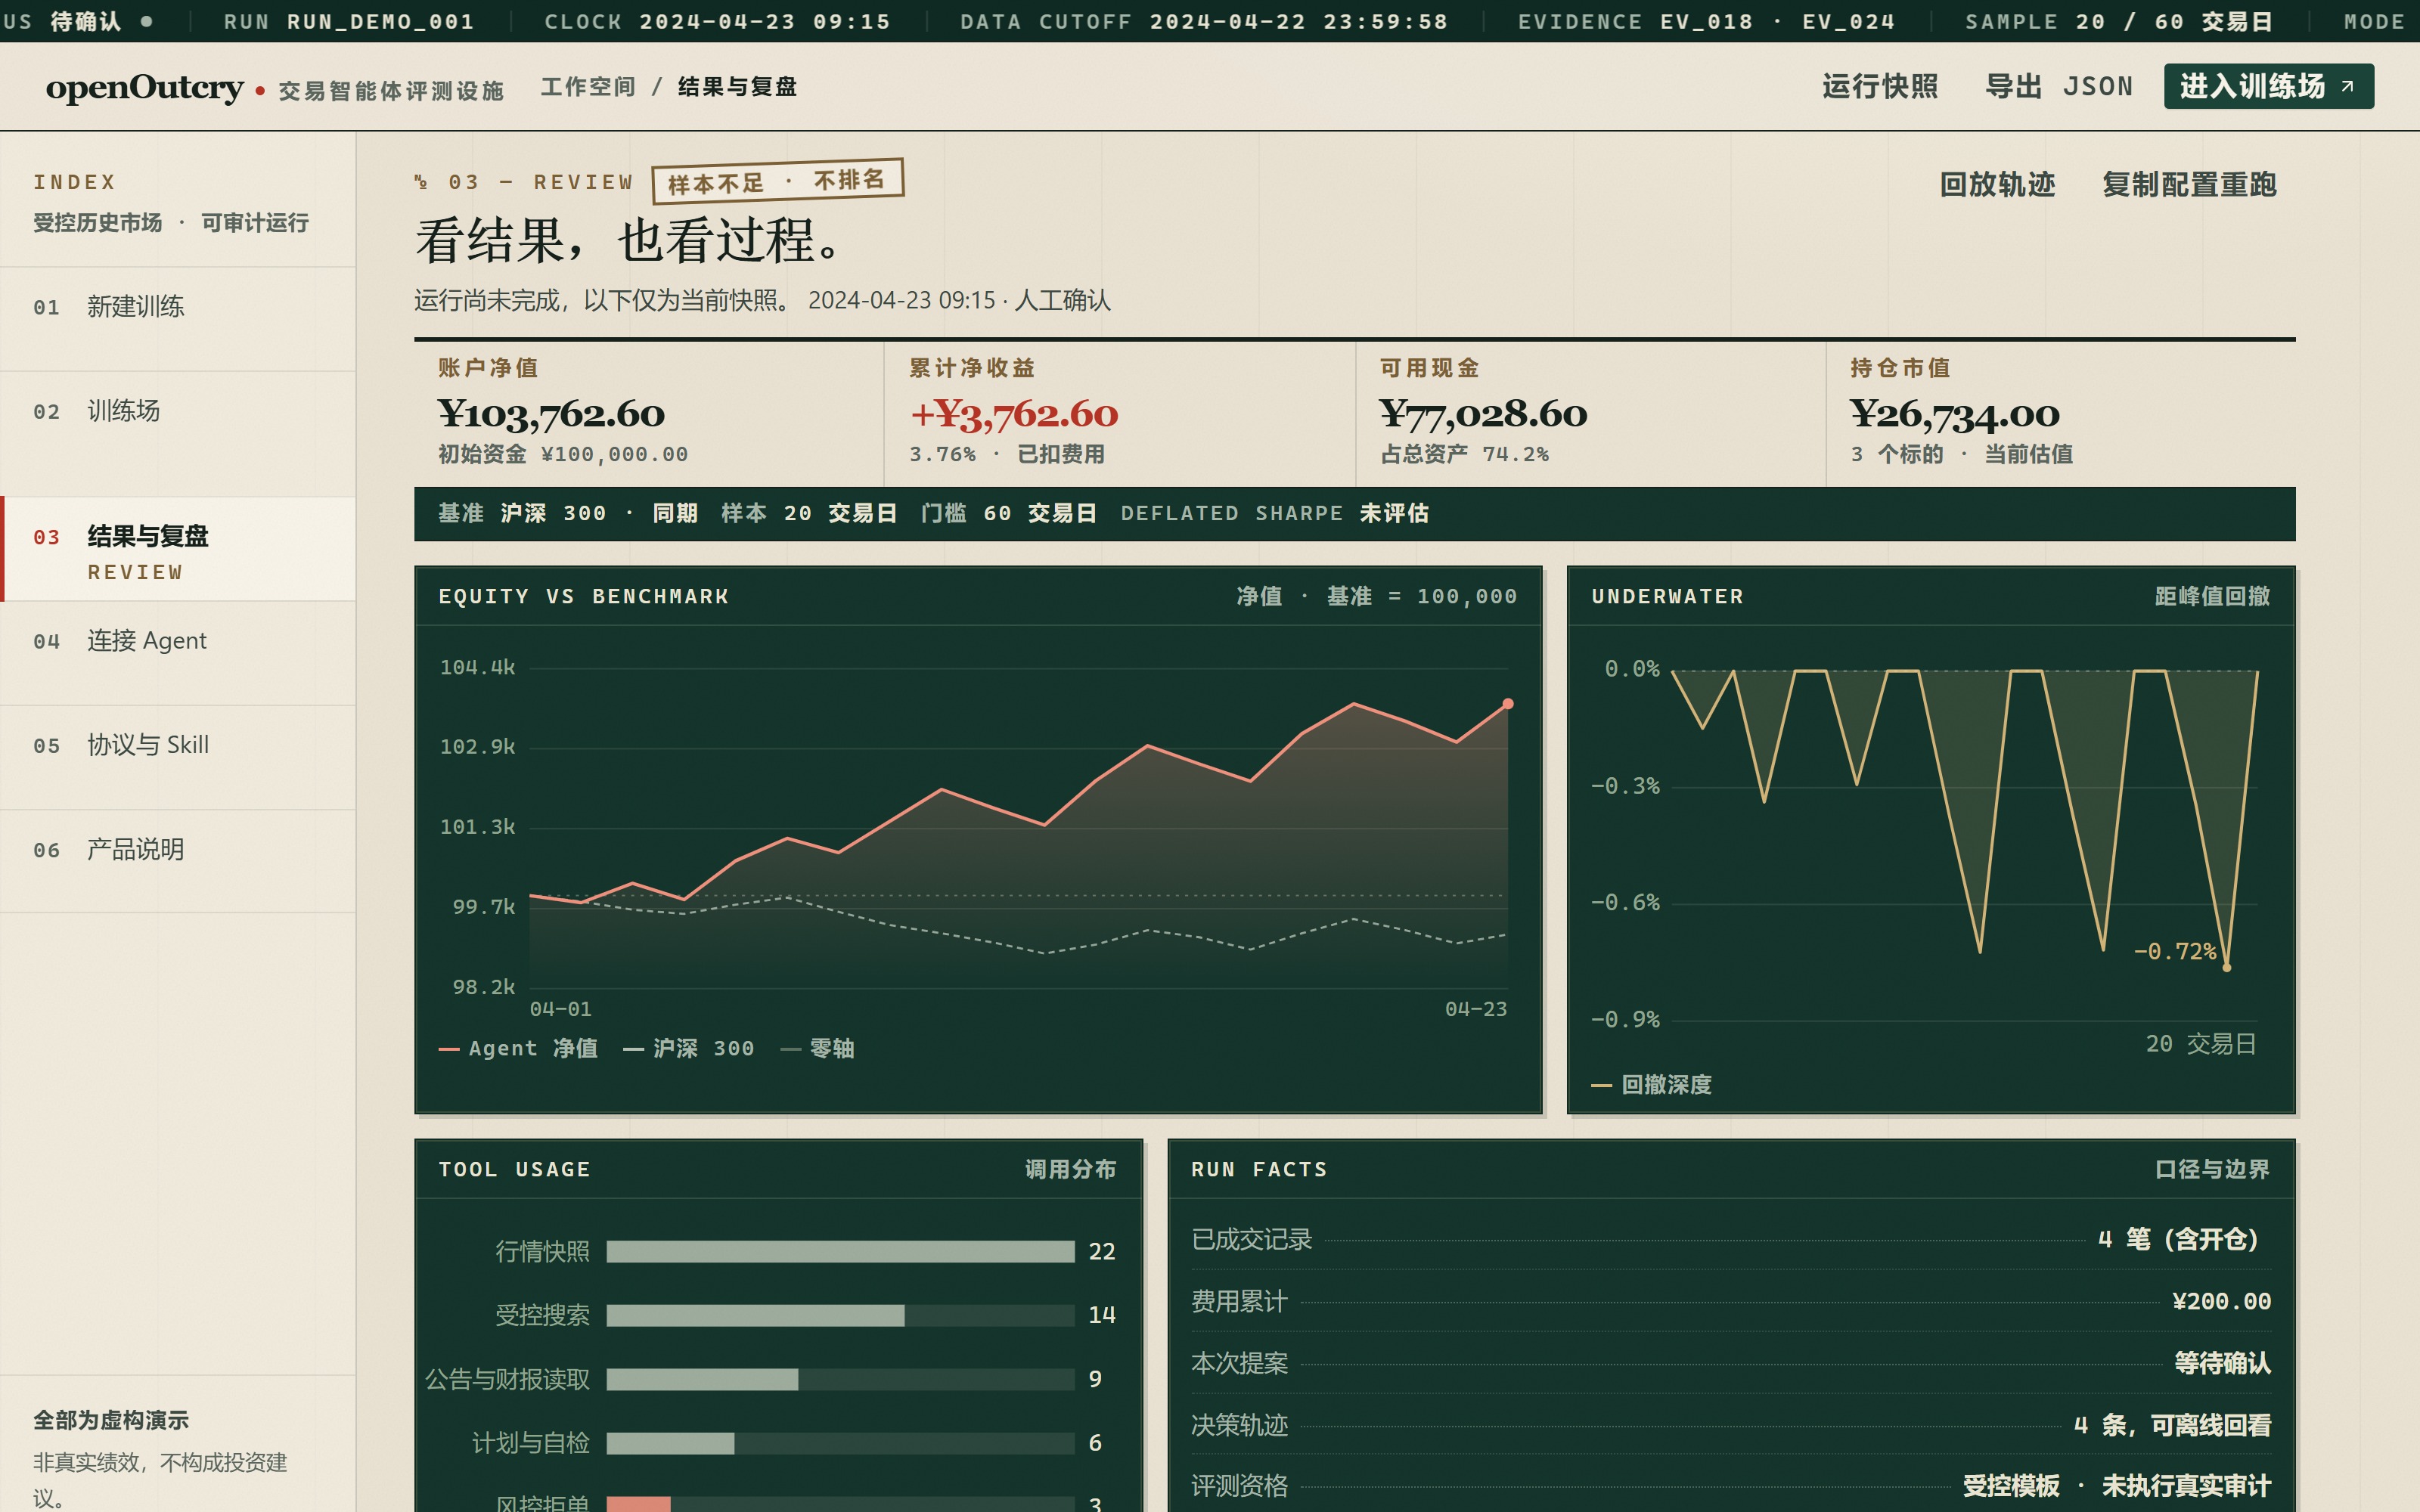 US 待确认 ● RUN RUN_DEMO_001 CLOCK 2024-04-23 09:15 DATA CUTOFF 2024-04-22 23:59:58 EVIDENCE EV_018 · EV_024 SAMPLE 20 / 60 交易日 MODE
openOutcry 交易智能体评测设施 工作空间 / 结果与复盘 运行快照 导出 JSON 进入训练场 ↗
INDEX
受控历史市场 · 可审计运行
01 新建训练
02 训练场
03 结果与复盘
REVIEW
04 连接 Agent
05 协议与 Skill
06 产品说明
全部为虚构演示
非真实绩效，不构成投资建
议。
№ 03 — REVIEW 样本不足 · 不排名 回放轨迹 复制配置重跑
看结果，也看过程。
运行尚未完成，以下仅为当前快照。 2024-04-23 09:15 · 人工确认
账户净值
¥103,762.60
初始资金 ¥100,000.00
累计净收益
+¥3,762.60
3.76% · 已扣费用
可用现金
¥77,028.60
占总资产 74.2%
持仓市值
¥26,734.00
3 个标的 · 当前估值
基准 沪深 300 · 同期 样本 20 交易日 门槛 60 交易日 DEFLATED SHARPE 未评估
EQUITY VS BENCHMARK 净值 · 基准 = 100,000
104.4k
102.9k
101.3k
99.7k
98.2k
04-01 04-23
Agent 净值 沪深 300 零轴
UNDERWATER 距峰值回撤
0.0%
−0.3%
−0.6%
−0.72%
−0.9%
20 交易日
回撤深度
TOOL USAGE 调用分布
行情快照 22
受控搜索 14
公告与财报读取 9
计划与自检 6
风控拒单 3
RUN FACTS 口径与边界
已成交记录 4 笔（含开仓）
费用累计 ¥200.00
本次提案 等待确认
决策轨迹 4 条，可离线回看
评测资格 受控模板 · 未执行真实审计